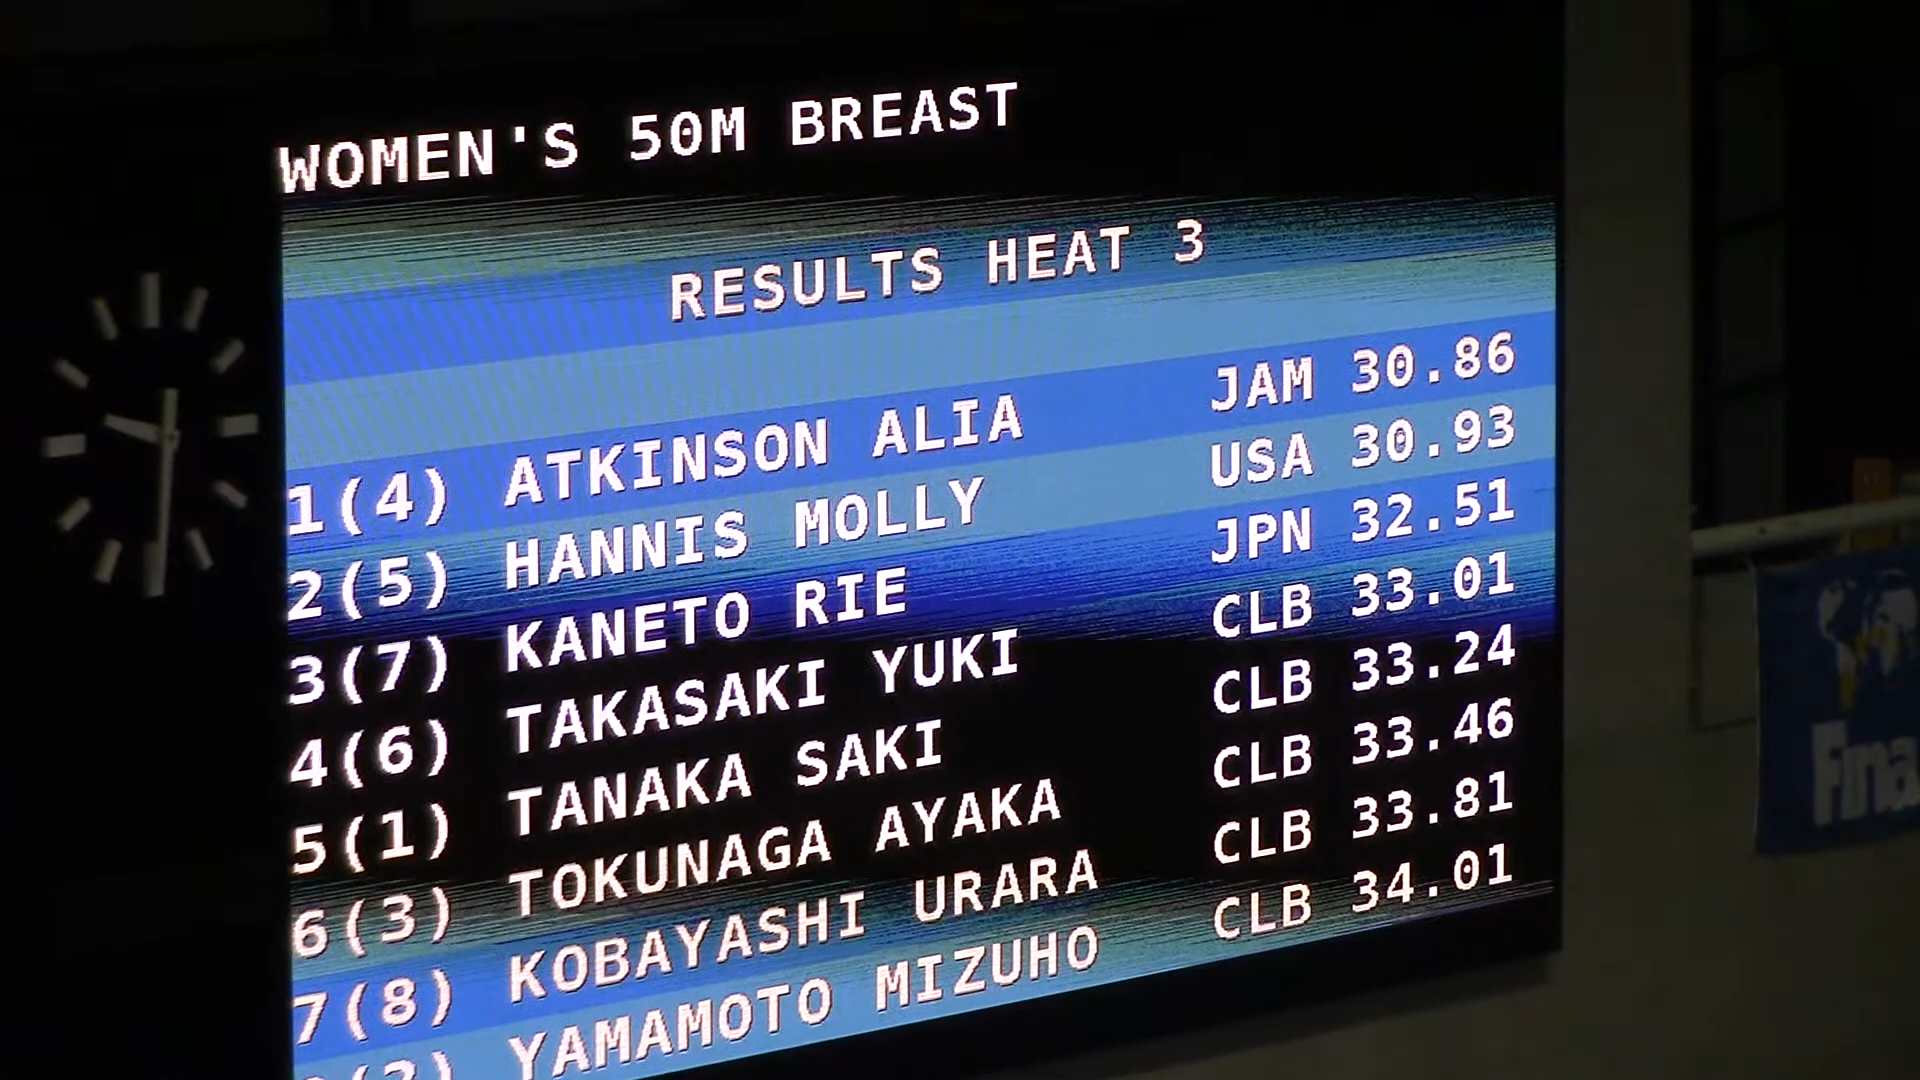 WOMEN'S 50M BREAST
RESULTS HEAT 3
1(4) ATKINSON ALIA JAM 30.86
2(5) HANNIS MOLLY USA 30.93
3(7) KANETO RIE JPN 32.51
4(6) TAKASAKI YUKI CLB 33.01
5(1) TANAKA SAKI CLB 33.24
6(3) TOKUNAGA AYAKA CLB 33.46
7(8) KOBAYASHI URARA CLB 33.81
8(2) YAMAMOTO MIZUHO CLB 34.01
Fina